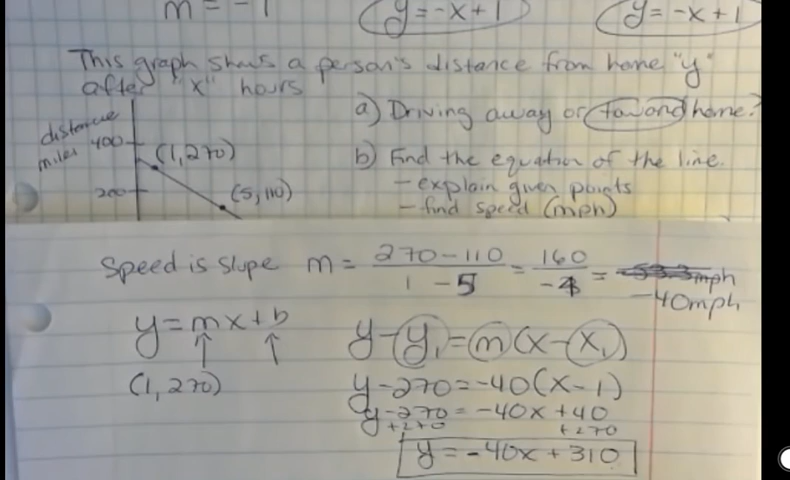 m = -1 y=-x+1 y=-x+1
This graph shows a person's distance from home "y"
after "x" hours
distance
miles
400
200
(1,270)
(5,110)
a) Driving away or toward home?
b) Find the equation of the line.
- explain given points
- find speed (mph)
Speed is slope m = 270-110 / 1-5 = 160 / -4 = mph
-40mph
y=mx+b
(1,270)
y-y₁=m(x-x₁)
y-270=-40(x-1)
y-270=-40x+40
+270 +270
y=-40x+310